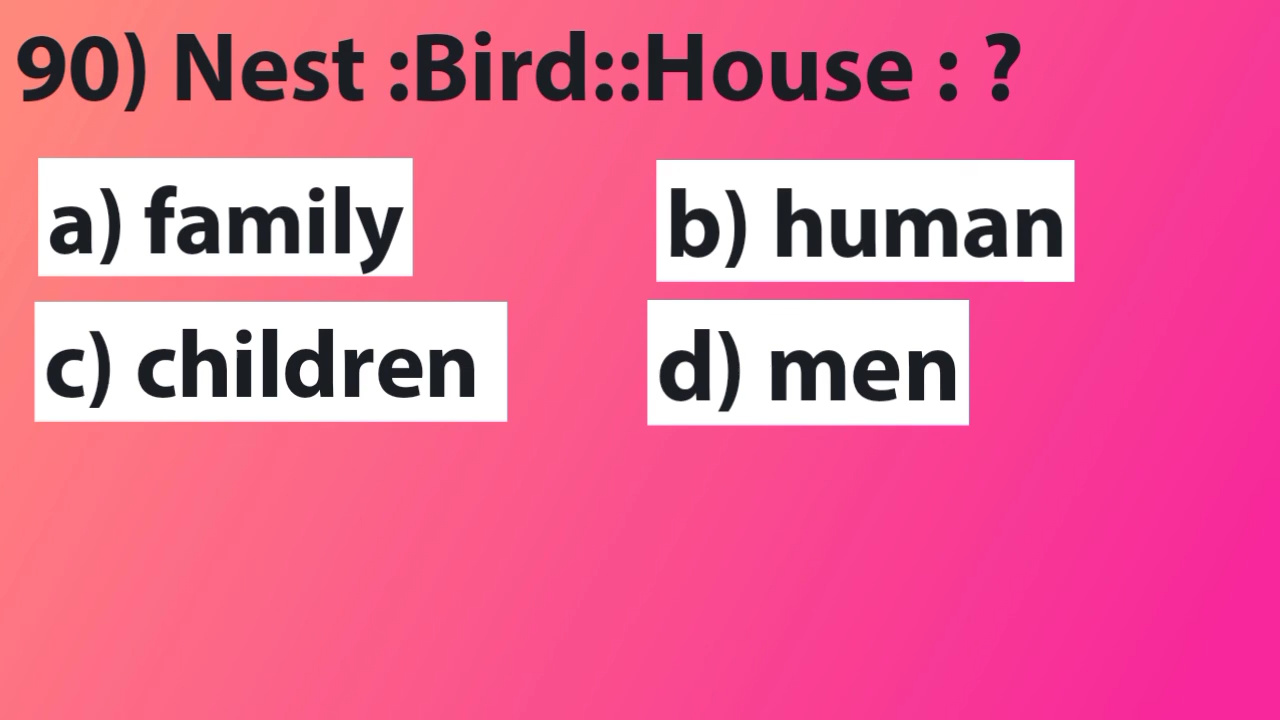 90) Nest :Bird::House : ?
a) family
b) human
c) children
d) men